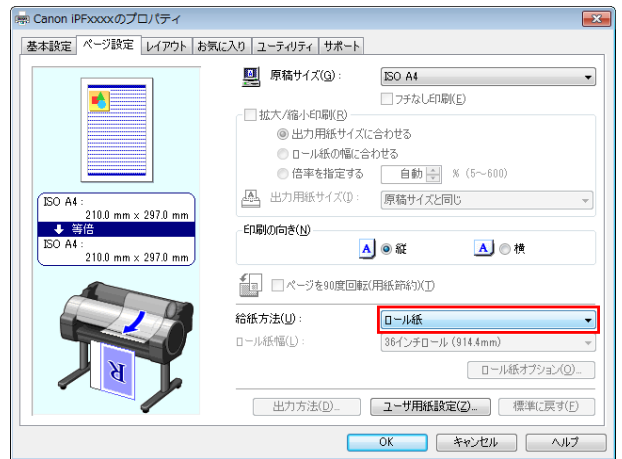 Canon iPFxxxxのプロパティ
基本設定 ページ設定 レイアウト お気に入り ユーティリティ サポート
原稿サイズ(G): ISO A4
フチなし印刷(E)
拡大/縮小印刷(R)
出力用紙サイズに合わせる
ロール紙の幅に合わせる
倍率を指定する 自動 % (5～600)
出力用紙サイズ(I): 原稿サイズと同じ
ISO A4:
210.0 mm x 297.0 mm
等倍
ISO A4:
210.0 mm x 297.0 mm
印刷の向き(N)
A 縦 A 横
ページを90度回転(用紙節約)(T)
給紙方法(U): ロール紙
ロール紙幅(L): 36インチロール (914.4mm)
ロール紙オプション(O)...
R
出力方法(D)... ユーザ用紙設定(Z)... 標準に戻す(F)
OK キャンセル ヘルプ